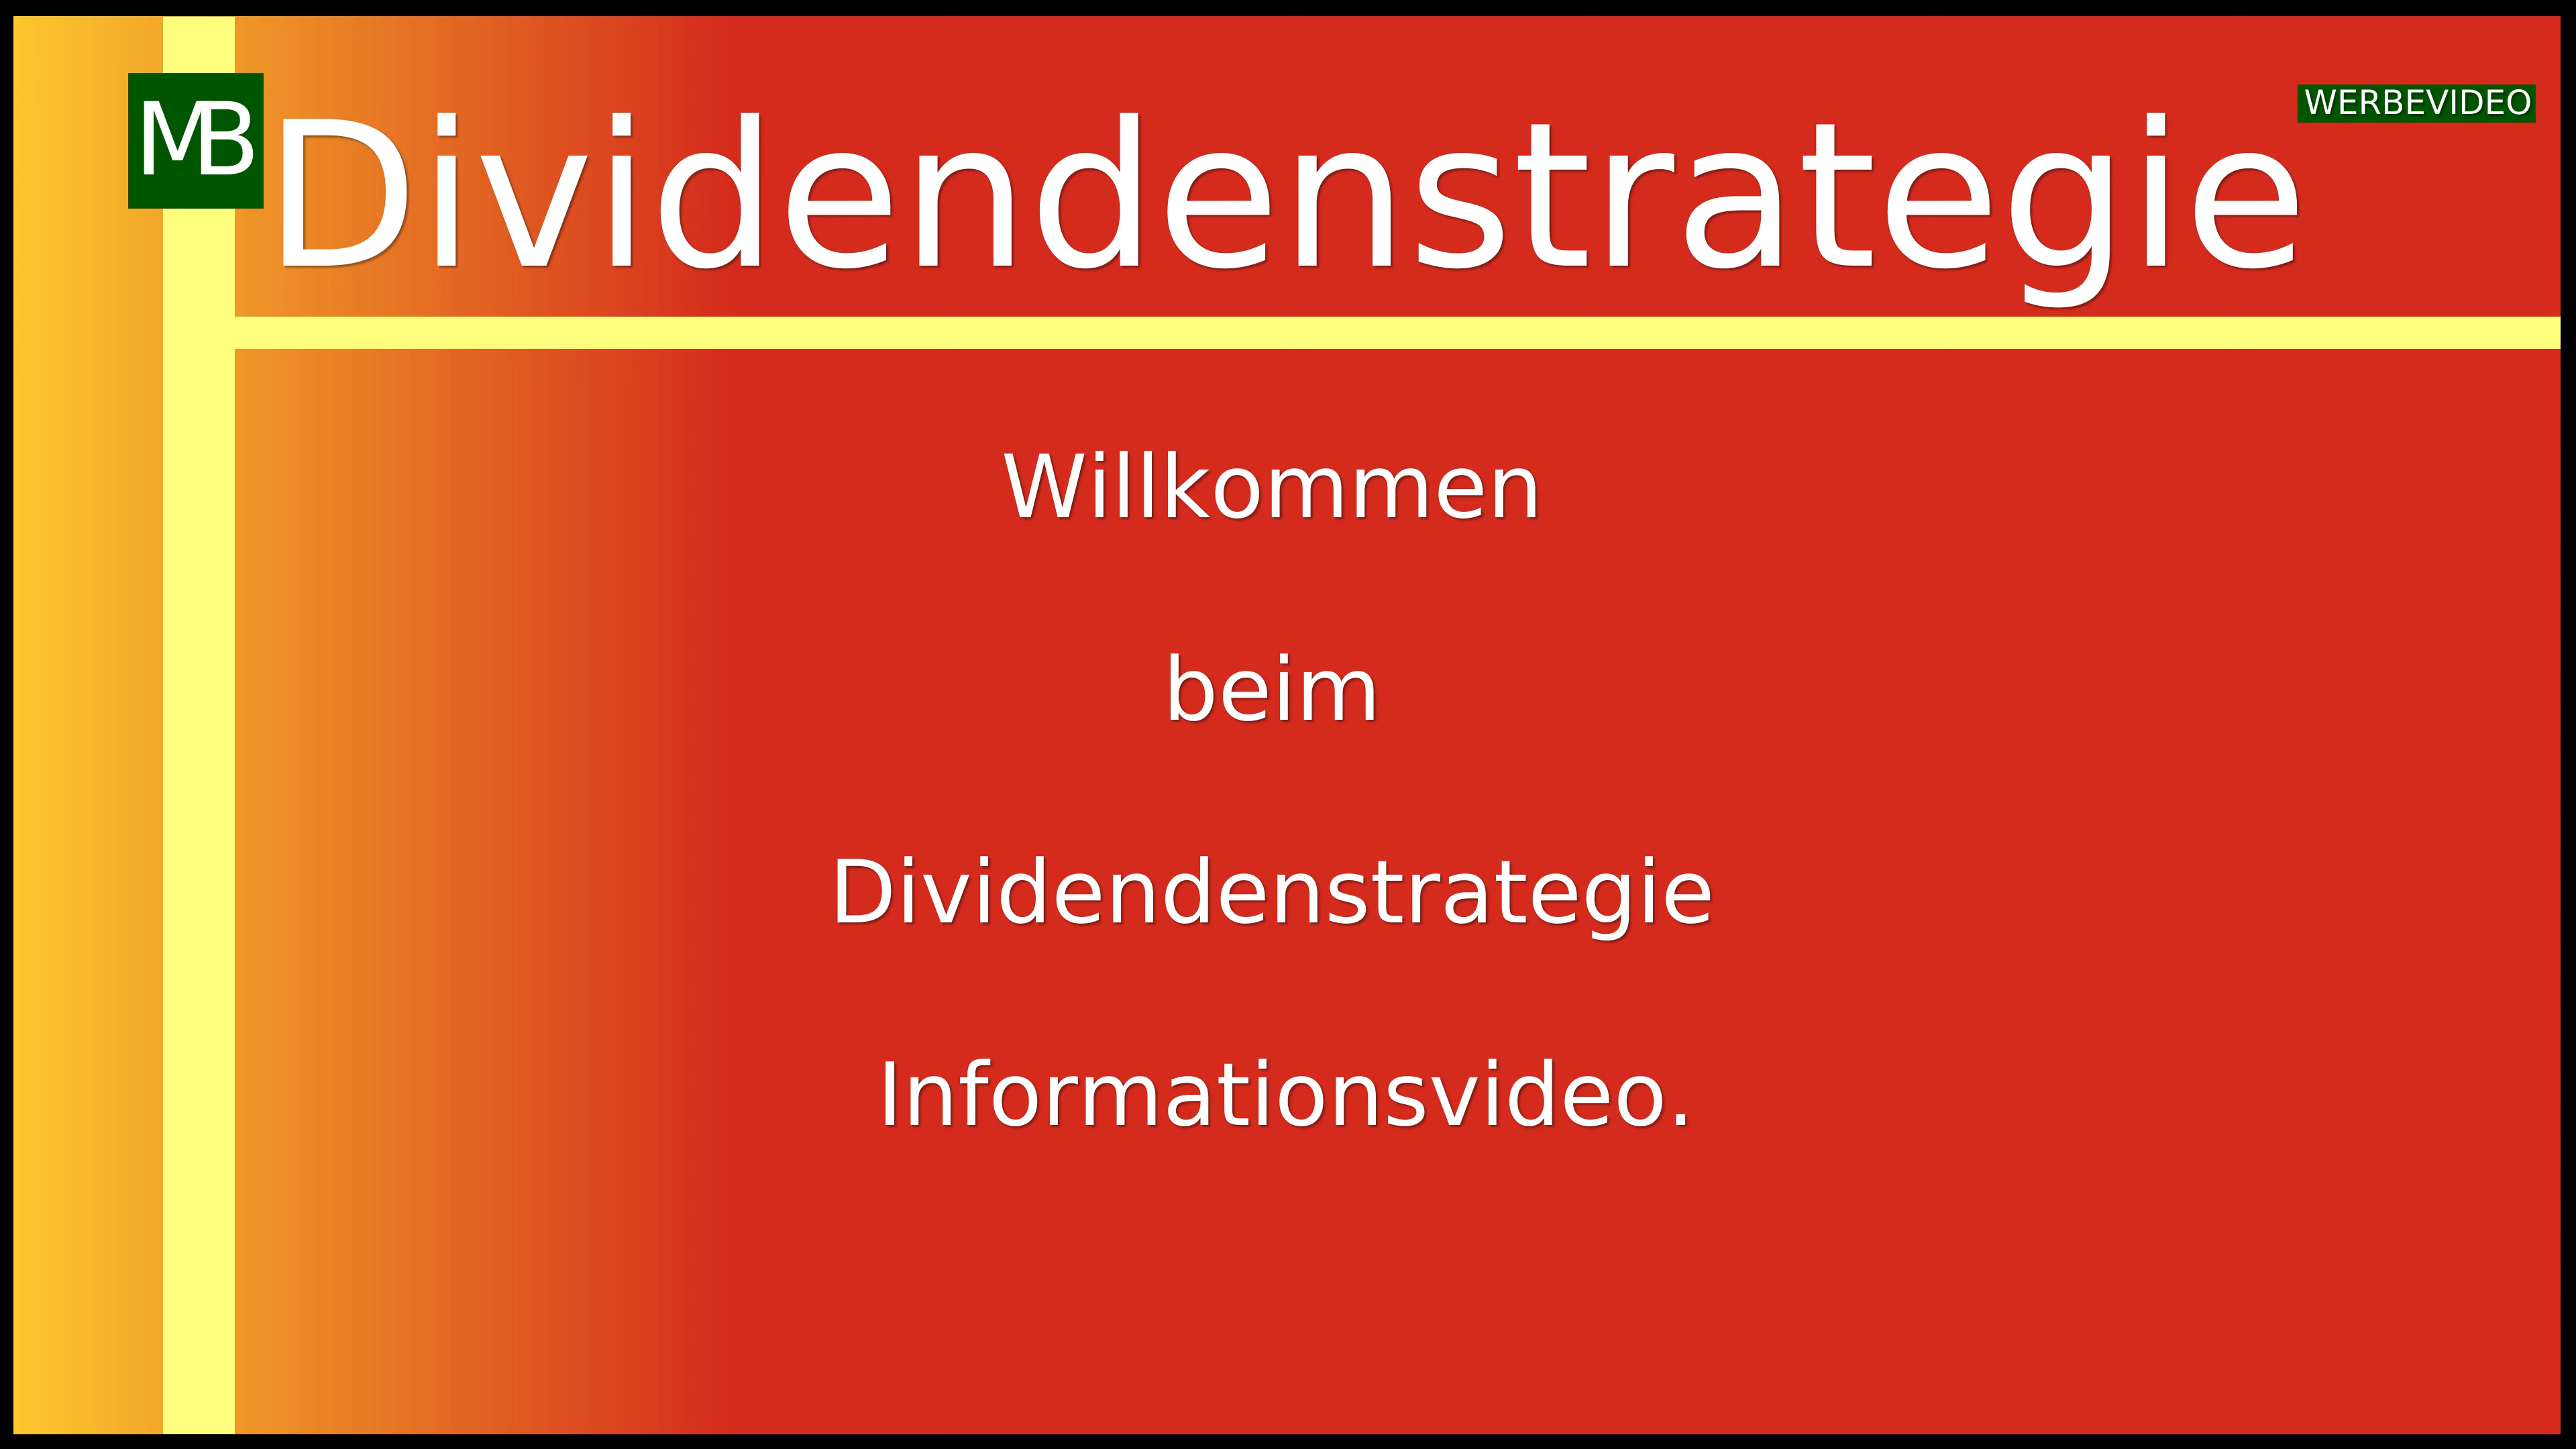 MB
Dividendenstrategie
WERBEVIDEO
Willkommen
beim
Dividendenstrategie
Informationsvideo.